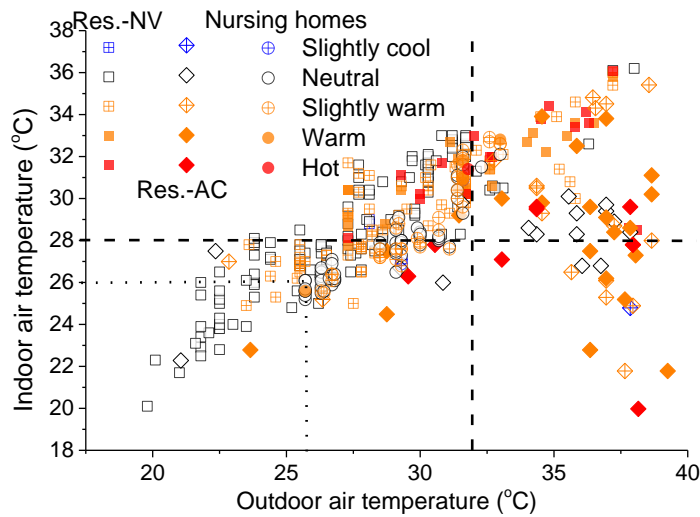 Res.-NV Nursing homes
Slightly cool
Neutral
Slightly warm
Warm
Hot
Res.-AC
38
36
34
32
30
28
26
24
22
20
18
Indoor air temperature (°C)
20 25 30 35 40
Outdoor air temperature (°C)